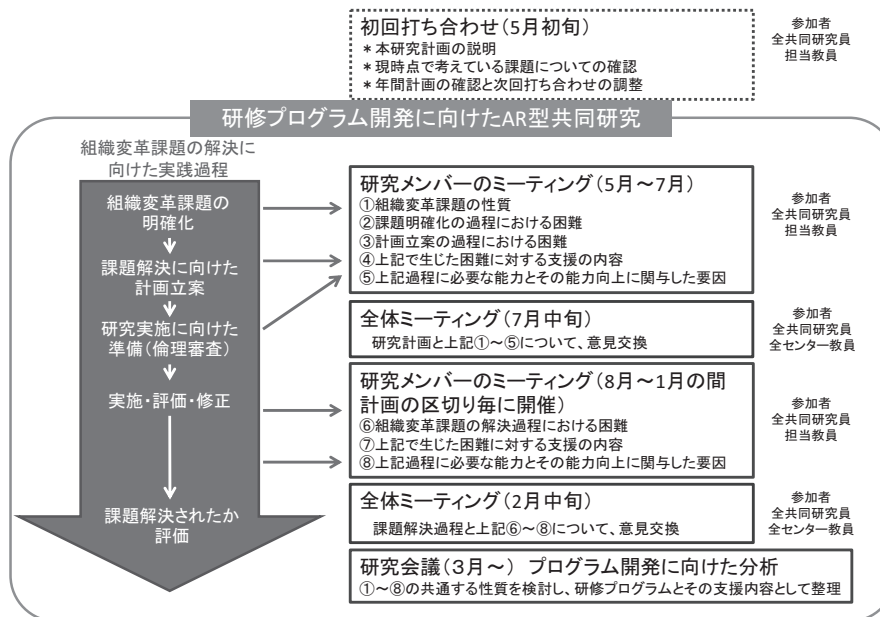 初回打ち合わせ(5月初旬)
＊本研究計画の説明
＊現時点で考えている課題についての確認
＊年間計画の確認と次回打ち合わせの調整
参加者
全共同研究員
担当教員
研修プログラム開発に向けたAR型共同研究
組織変革課題の解決に
向けた実践過程
組織変革課題の
明確化
課題解決に向けた
計画立案
研究実施に向けた
準備(倫理審査)
実施・評価・修正
課題解決されたか
評価
研究メンバーのミーティング(5月～7月)
①組織変革課題の性質
②課題明確化の過程における困難
③計画立案の過程における困難
④上記で生じた困難に対する支援の内容
⑤上記過程に必要な能力とその能力向上に関与した要因
参加者
全共同研究員
担当教員
全体ミーティング(7月中旬)
研究計画と上記①～⑤について、意見交換
参加者
全共同研究員
全センター教員
研究メンバーのミーティング(8月～1月の間
計画の区切り毎に開催)
⑥組織変革課題の解決過程における困難
⑦上記で生じた困難に対する支援の内容
⑧上記過程に必要な能力とその能力向上に関与した要因
参加者
全共同研究員
担当教員
全体ミーティング(2月中旬)
課題解決過程と上記⑥～⑧について、意見交換
参加者
全共同研究員
全センター教員
研究会議(3月～) プログラム開発に向けた分析
①～⑧の共通する性質を検討し、研修プログラムとその支援内容として整理